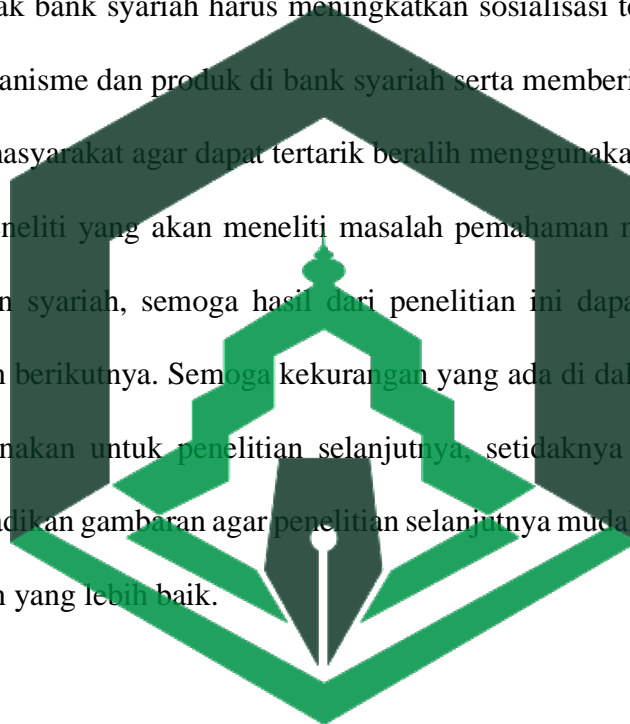 ak bank syariah harus meningkatkan sosialisasi te
anisme dan produk di bank syariah serta memberi
nasyarakat agar dapat tertarik beralih menggunaka
neliti yang akan meneliti masalah pemahaman m
n syariah, semoga hasil dari penelitian ini dapa
n berikutnya. Semoga kekurangan yang ada di dal
nakan untuk penelitian selanjutnya, setidaknya
adikan gambaran agar penelitian selanjutnya muda
n yang lebih baik.